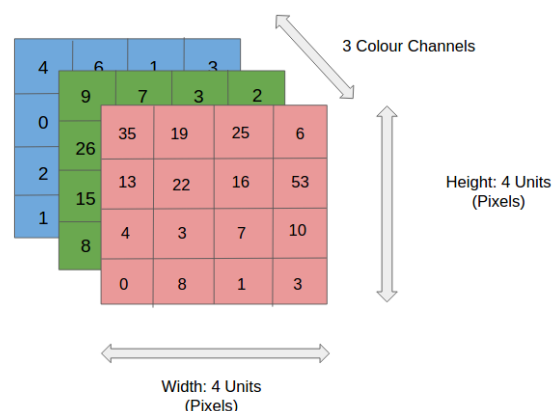 4 6 1 3
3 Colour Channels
9 7 3 2
0
35 19 25 6
26
13 22 16 53
Height: 4 Units
(Pixels)
2
15
4 3 7 10
1
8
0 8 1 3
Width: 4 Units
(Pixels)